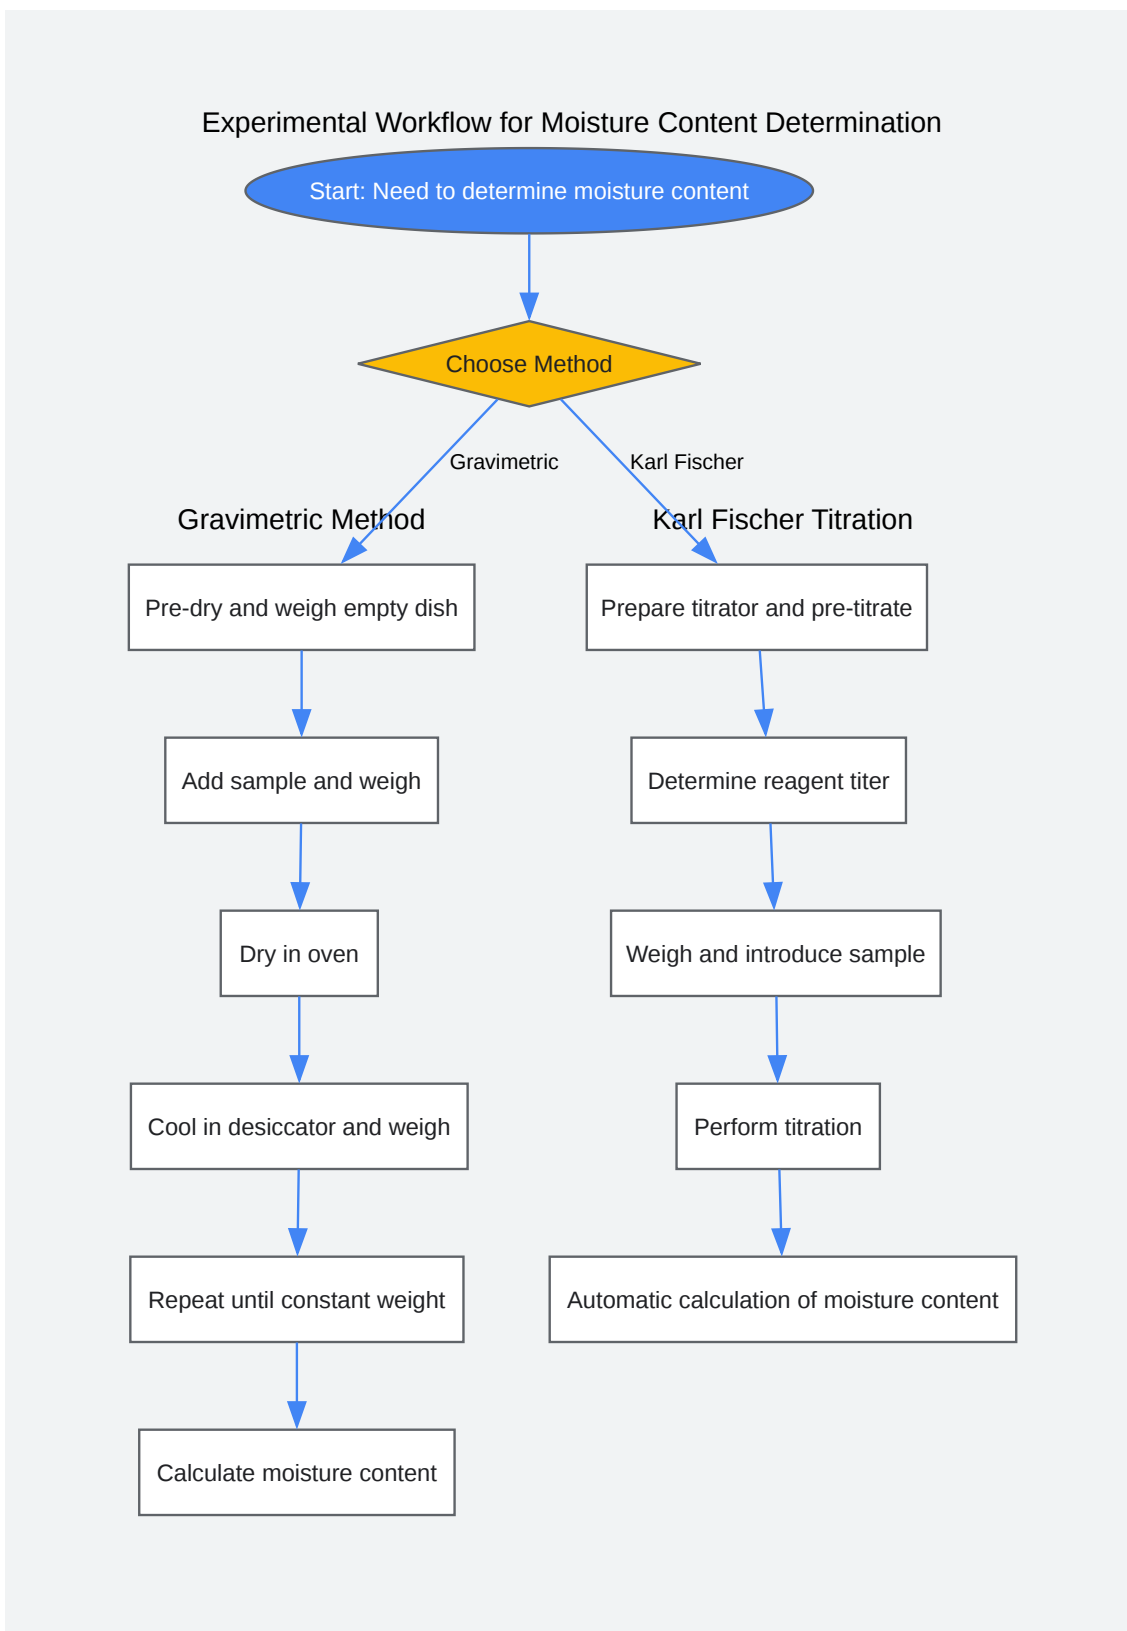 Experimental Workflow for Moisture Content Determination
Start: Need to determine moisture content
Choose Method
Gravimetric
Karl Fischer
Gravimetric Method
Pre-dry and weigh empty dish
Add sample and weigh
Dry in oven
Cool in desiccator and weigh
Repeat until constant weight
Calculate moisture content
Karl Fischer Titration
Prepare titrator and pre-titrate
Determine reagent titer
Weigh and introduce sample
Perform titration
Automatic calculation of moisture content